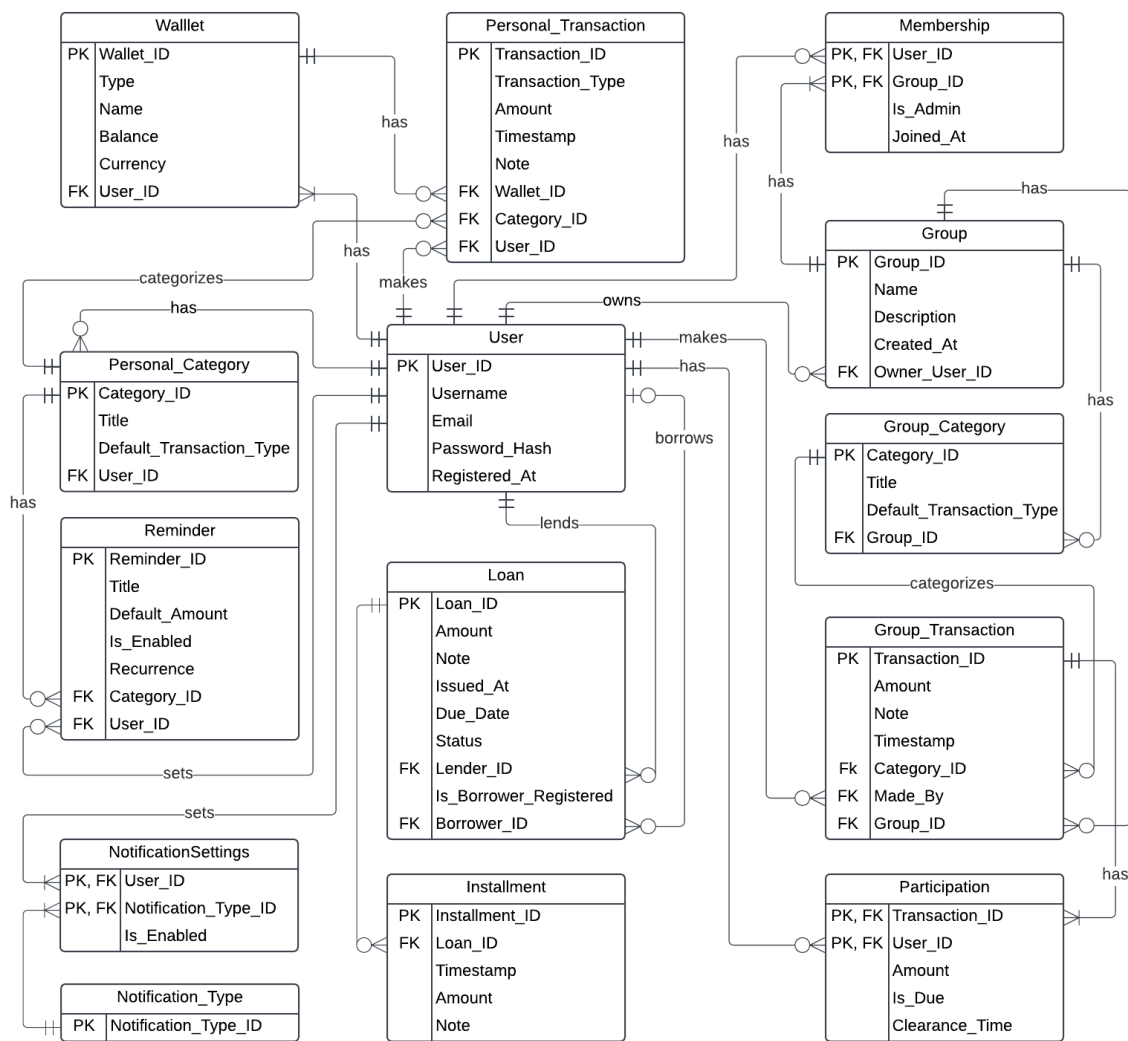 Walllet
PK Wallet_ID
Type
Name
Balance
Currency
FK User_ID
Personal_Transaction
PK Transaction_ID
Transaction_Type
Amount
Timestamp
Note
FK Wallet_ID
FK Category_ID
FK User_ID
Membership
PK, FK User_ID
PK, FK Group_ID
Is_Admin
Joined_At
has
has
has
has
has
categorizes
makes
has
owns
Group
PK Group_ID
Name
Description
Created_At
FK Owner_User_ID
has
Personal_Category
PK Category_ID
Title
Default_Transaction_Type
FK User_ID
User
PK User_ID
Username
Email
Password_Hash
Registered_At
makes
has
borrows
lends
Group_Category
PK Category_ID
Title
Default_Transaction_Type
FK Group_ID
categorizes
has
Reminder
PK Reminder_ID
Title
Default_Amount
Is_Enabled
Recurrence
FK Category_ID
FK User_ID
sets
sets
Loan
PK Loan_ID
Amount
Note
Issued_At
Due_Date
Status
FK Lender_ID
Is_Borrower_Registered
FK Borrower_ID
Group_Transaction
PK Transaction_ID
Amount
Note
Timestamp
Fk Category_ID
FK Made_By
FK Group_ID
has
NotificationSettings
PK, FK User_ID
PK, FK Notification_Type_ID
Is_Enabled
Notification_Type
PK Notification_Type_ID
Installment
PK Installment_ID
FK Loan_ID
Timestamp
Amount
Note
Participation
PK, FK Transaction_ID
PK, FK User_ID
Amount
Is_Due
Clearance_Time